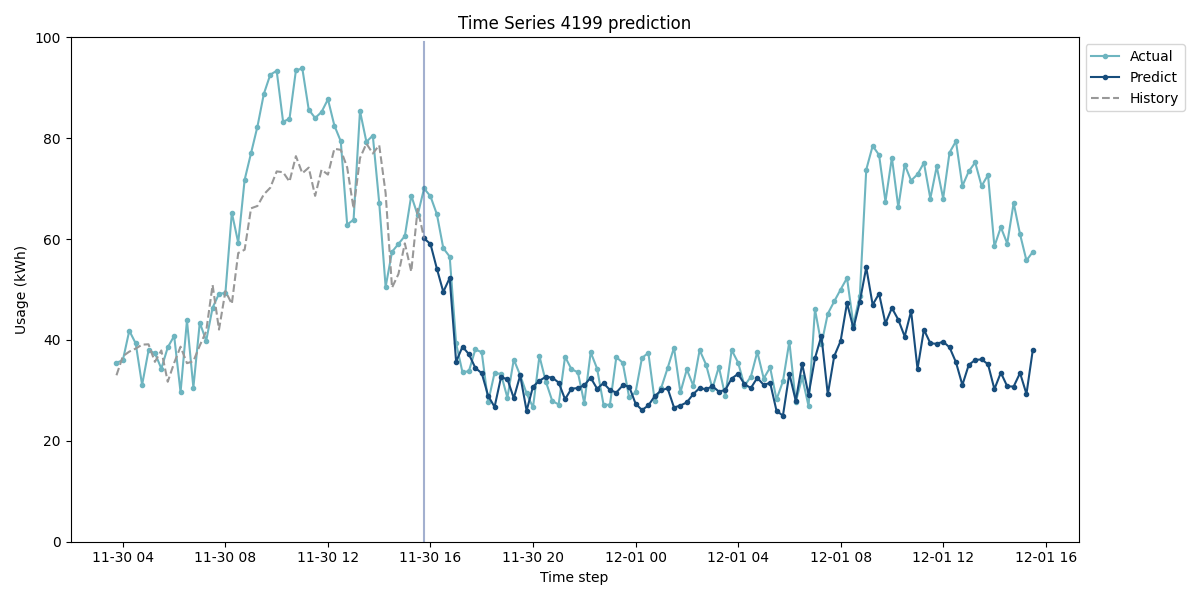 Time Series 4199 prediction
Actual
Predict
History
Usage (kWh)
100
80
60
40
20
0
11-30 04
11-30 08
11-30 12
11-30 16
11-30 20
12-01 00
12-01 04
12-01 08
12-01 12
12-01 16
Time step